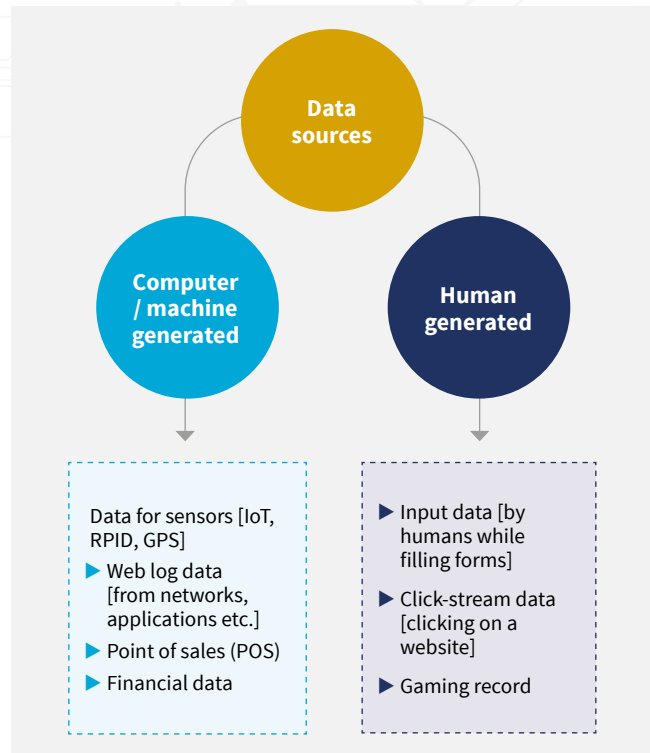 Data
sources
Computer
/ machine
generated
Human
generated
Data for sensors [IoT,
RPID, GPS]
▶ Web log data
[from networks,
applications etc.]
▶ Point of sales (POS)
▶ Financial data
▶ Input data [by
humans while
filling forms]
▶ Click-stream data
[clicking on a
website]
▶ Gaming record